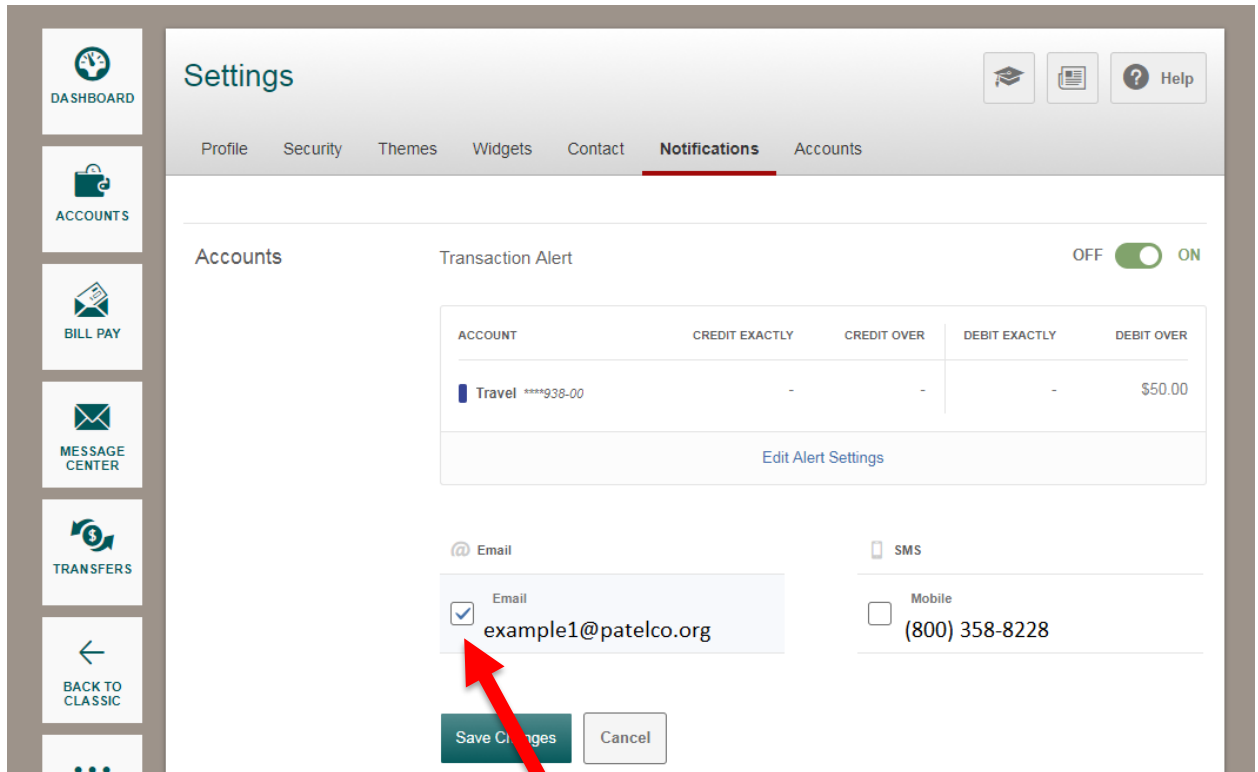 DASHBOARD
ACCOUNTS
BILL PAY
MESSAGE
CENTER
TRANSFERS
BACK TO
CLASSIC
Settings
Help
Profile Security Themes Widgets Contact Notifications Accounts
Accounts
Transaction Alert
OFF ON
ACCOUNT CREDIT EXACTLY CREDIT OVER DEBIT EXACTLY DEBIT OVER
Travel ****938-00 - - - $50.00
Edit Alert Settings
@ Email
SMS
Email
example1@patelco.org
Mobile
(800) 358-8228
Save Changes
Cancel